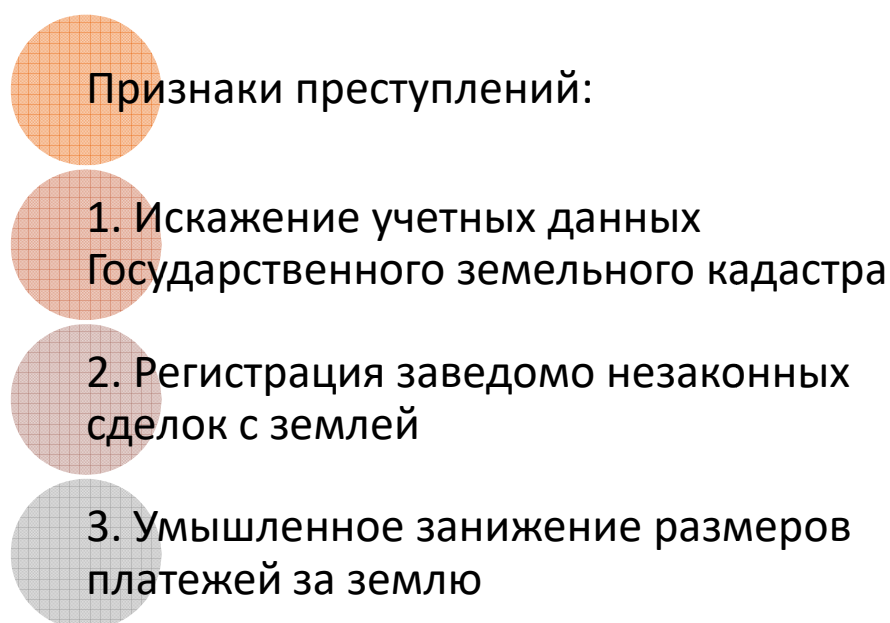 Признаки преступлений:
1. Искажение учетных данных
Государственного земельного кадастра
2. Регистрация заведомо незаконных
сделок с землей
3. Умышленное занижение размеров
платежей за землю